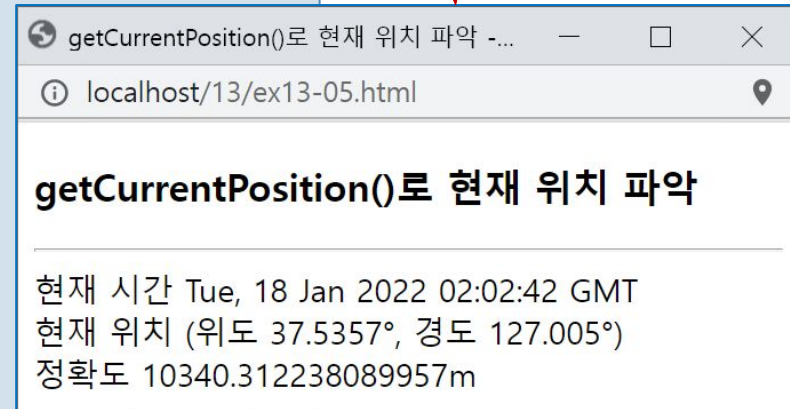 getCurrentPosition()로 현재 위치 파악 -...
localhost/13/ex13-05.html
getCurrentPosition()로 현재 위치 파악
현재 시간 Tue, 18 Jan 2022 02:02:42 GMT
현재 위치 (위도 37.5357°, 경도 127.005°)
정확도 10340.312238089957m